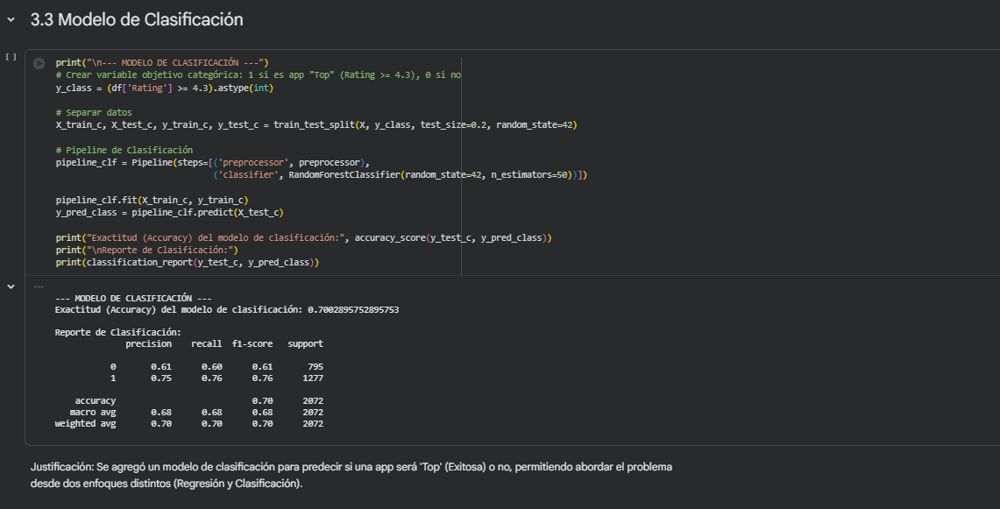 3.3 Modelo de Clasificación
[ ]
print("\n--- MODELO DE CLASIFICACIÓN ---")
# Crear variable objetivo categórica: 1 si es app "Top" (Rating >= 4.3), 0 si no
y_class = (df['Rating'] >= 4.3).astype(int)
# Separar datos
X_train_c, X_test_c, y_train_c, y_test_c = train_test_split(X, y_class, test_size=0.2, random_state=42)
# Pipeline de Clasificación
pipeline_clf = Pipeline(steps=[('preprocessor', preprocessor),
('classifier', RandomForestClassifier(random_state=42, n_estimators=50))])
pipeline_clf.fit(X_train_c, y_train_c)
y_pred_class = pipeline_clf.predict(X_test_c)
print("Exactitud (Accuracy) del modelo de clasificación:", accuracy_score(y_test_c, y_pred_class))
print("\nReporte de Clasificación:")
print(classification_report(y_test_c, y_pred_class))
--- MODELO DE CLASIFICACIÓN ---
Exactitud (Accuracy) del modelo de clasificación: 0.7002895752895753
Reporte de Clasificación:
precision recall f1-score support
0 0.61 0.60 0.61 795
1 0.75 0.76 0.76 1277
accuracy 0.70 2072
macro avg 0.68 0.68 0.68 2072
weighted avg 0.70 0.70 0.70 2072
Justificación: Se agregó un modelo de clasificación para predecir si una app será 'Top' (Exitosa) o no, permitiendo abordar el problema
desde dos enfoques distintos (Regresión y Clasificación).